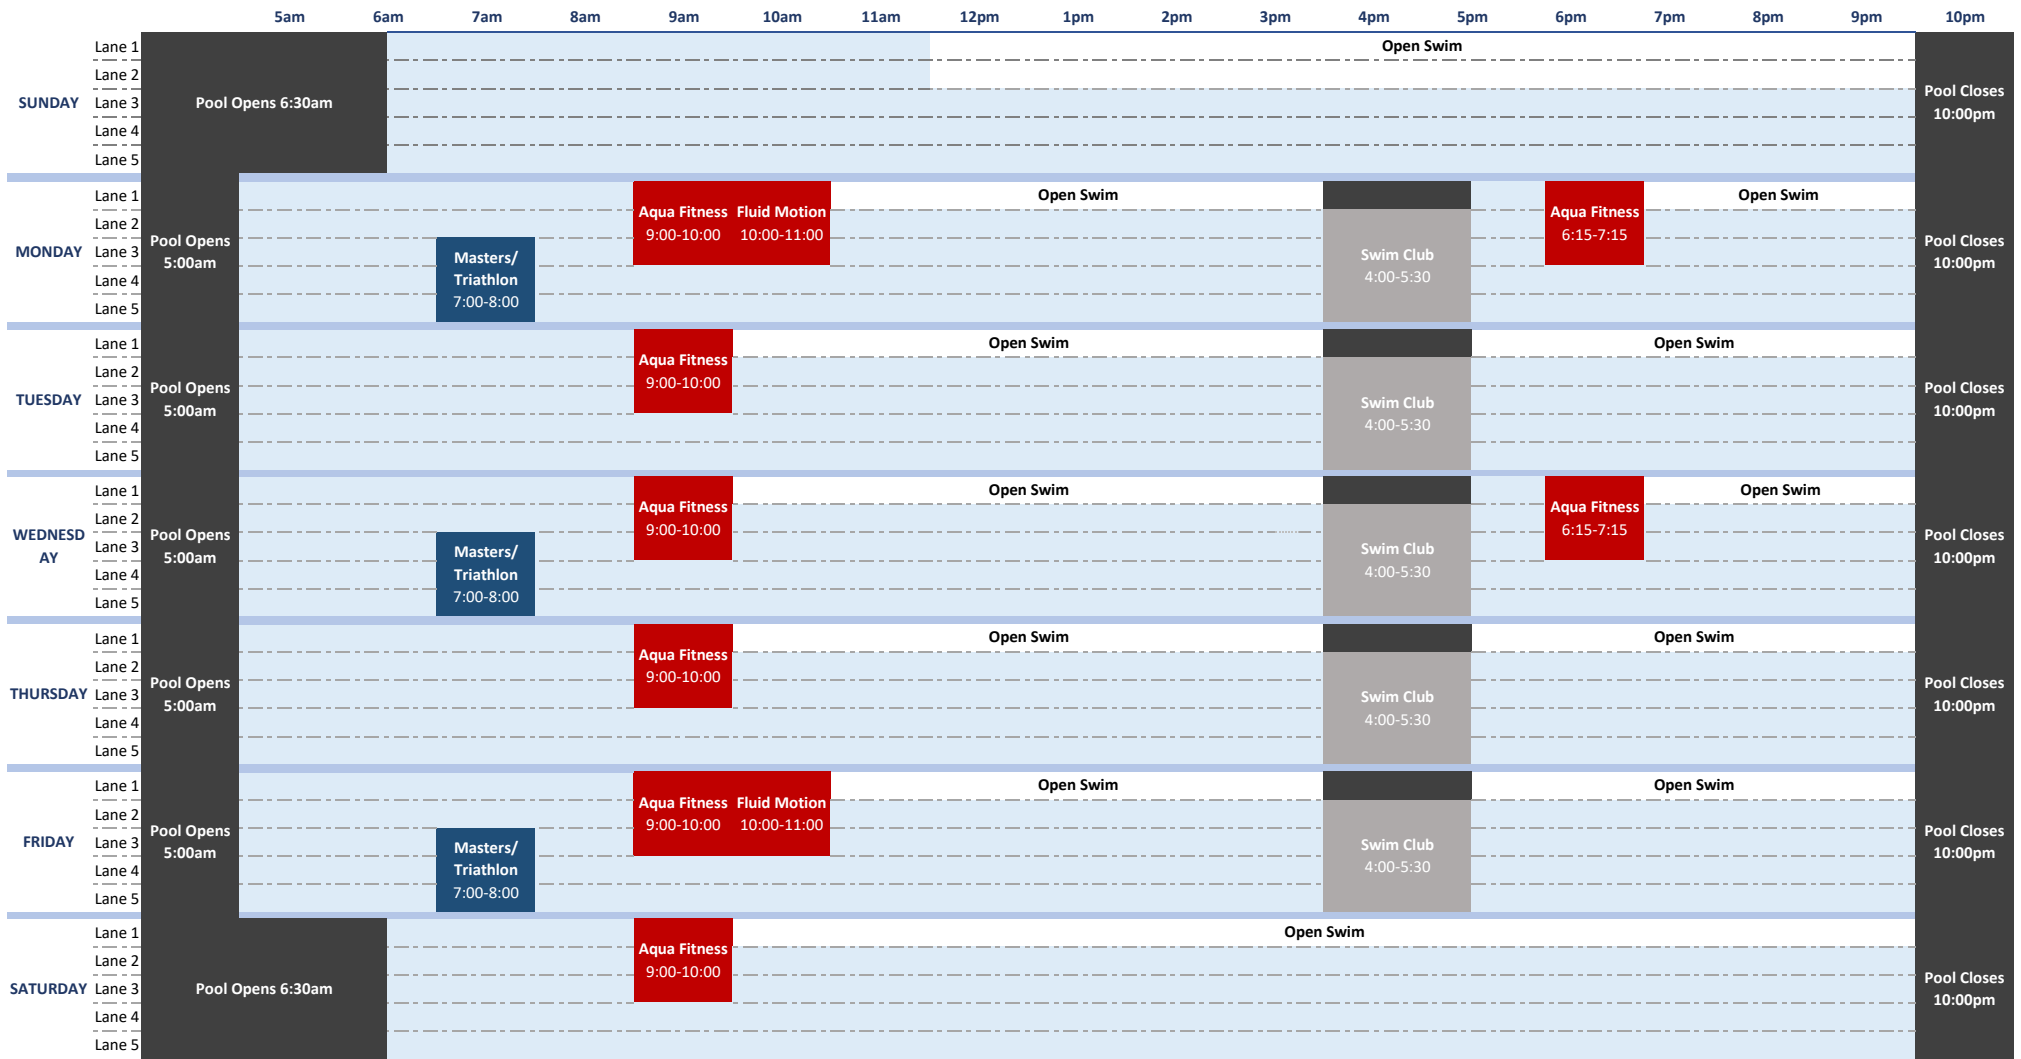 5am 6am 7am 8am 9am 10am 11am 12pm 1pm 2pm 3pm 4pm 5pm 6pm 7pm 8pm 9pm 10pm
SUNDAY
Lane 1
Lane 2
Lane 3
Lane 4
Lane 5
Pool Opens 6:30am
Open Swim
Pool Closes
10:00pm
MONDAY
Lane 1
Lane 2
Lane 3
Lane 4
Lane 5
Pool Opens
5:00am
Masters/
Triathlon
7:00-8:00
Aqua Fitness
9:00-10:00
Fluid Motion
10:00-11:00
Open Swim
Swim Club
4:00-5:30
Aqua Fitness
6:15-7:15
Open Swim
Pool Closes
10:00pm
TUESDAY
Lane 1
Lane 2
Lane 3
Lane 4
Lane 5
Pool Opens
5:00am
Aqua Fitness
9:00-10:00
Open Swim
Swim Club
4:00-5:30
Open Swim
Pool Closes
10:00pm
WEDNESD
AY
Lane 1
Lane 2
Lane 3
Lane 4
Lane 5
Pool Opens
5:00am
Masters/
Triathlon
7:00-8:00
Aqua Fitness
9:00-10:00
Open Swim
Swim Club
4:00-5:30
Aqua Fitness
6:15-7:15
Open Swim
Pool Closes
10:00pm
THURSDAY
Lane 1
Lane 2
Lane 3
Lane 4
Lane 5
Pool Opens
5:00am
Aqua Fitness
9:00-10:00
Open Swim
Swim Club
4:00-5:30
Open Swim
Pool Closes
10:00pm
FRIDAY
Lane 1
Lane 2
Lane 3
Lane 4
Lane 5
Pool Opens
5:00am
Masters/
Triathlon
7:00-8:00
Aqua Fitness
9:00-10:00
Fluid Motion
10:00-11:00
Open Swim
Swim Club
4:00-5:30
Open Swim
Pool Closes
10:00pm
SATURDAY
Lane 1
Lane 2
Lane 3
Lane 4
Lane 5
Pool Opens 6:30am
Aqua Fitness
9:00-10:00
Open Swim
Pool Closes
10:00pm